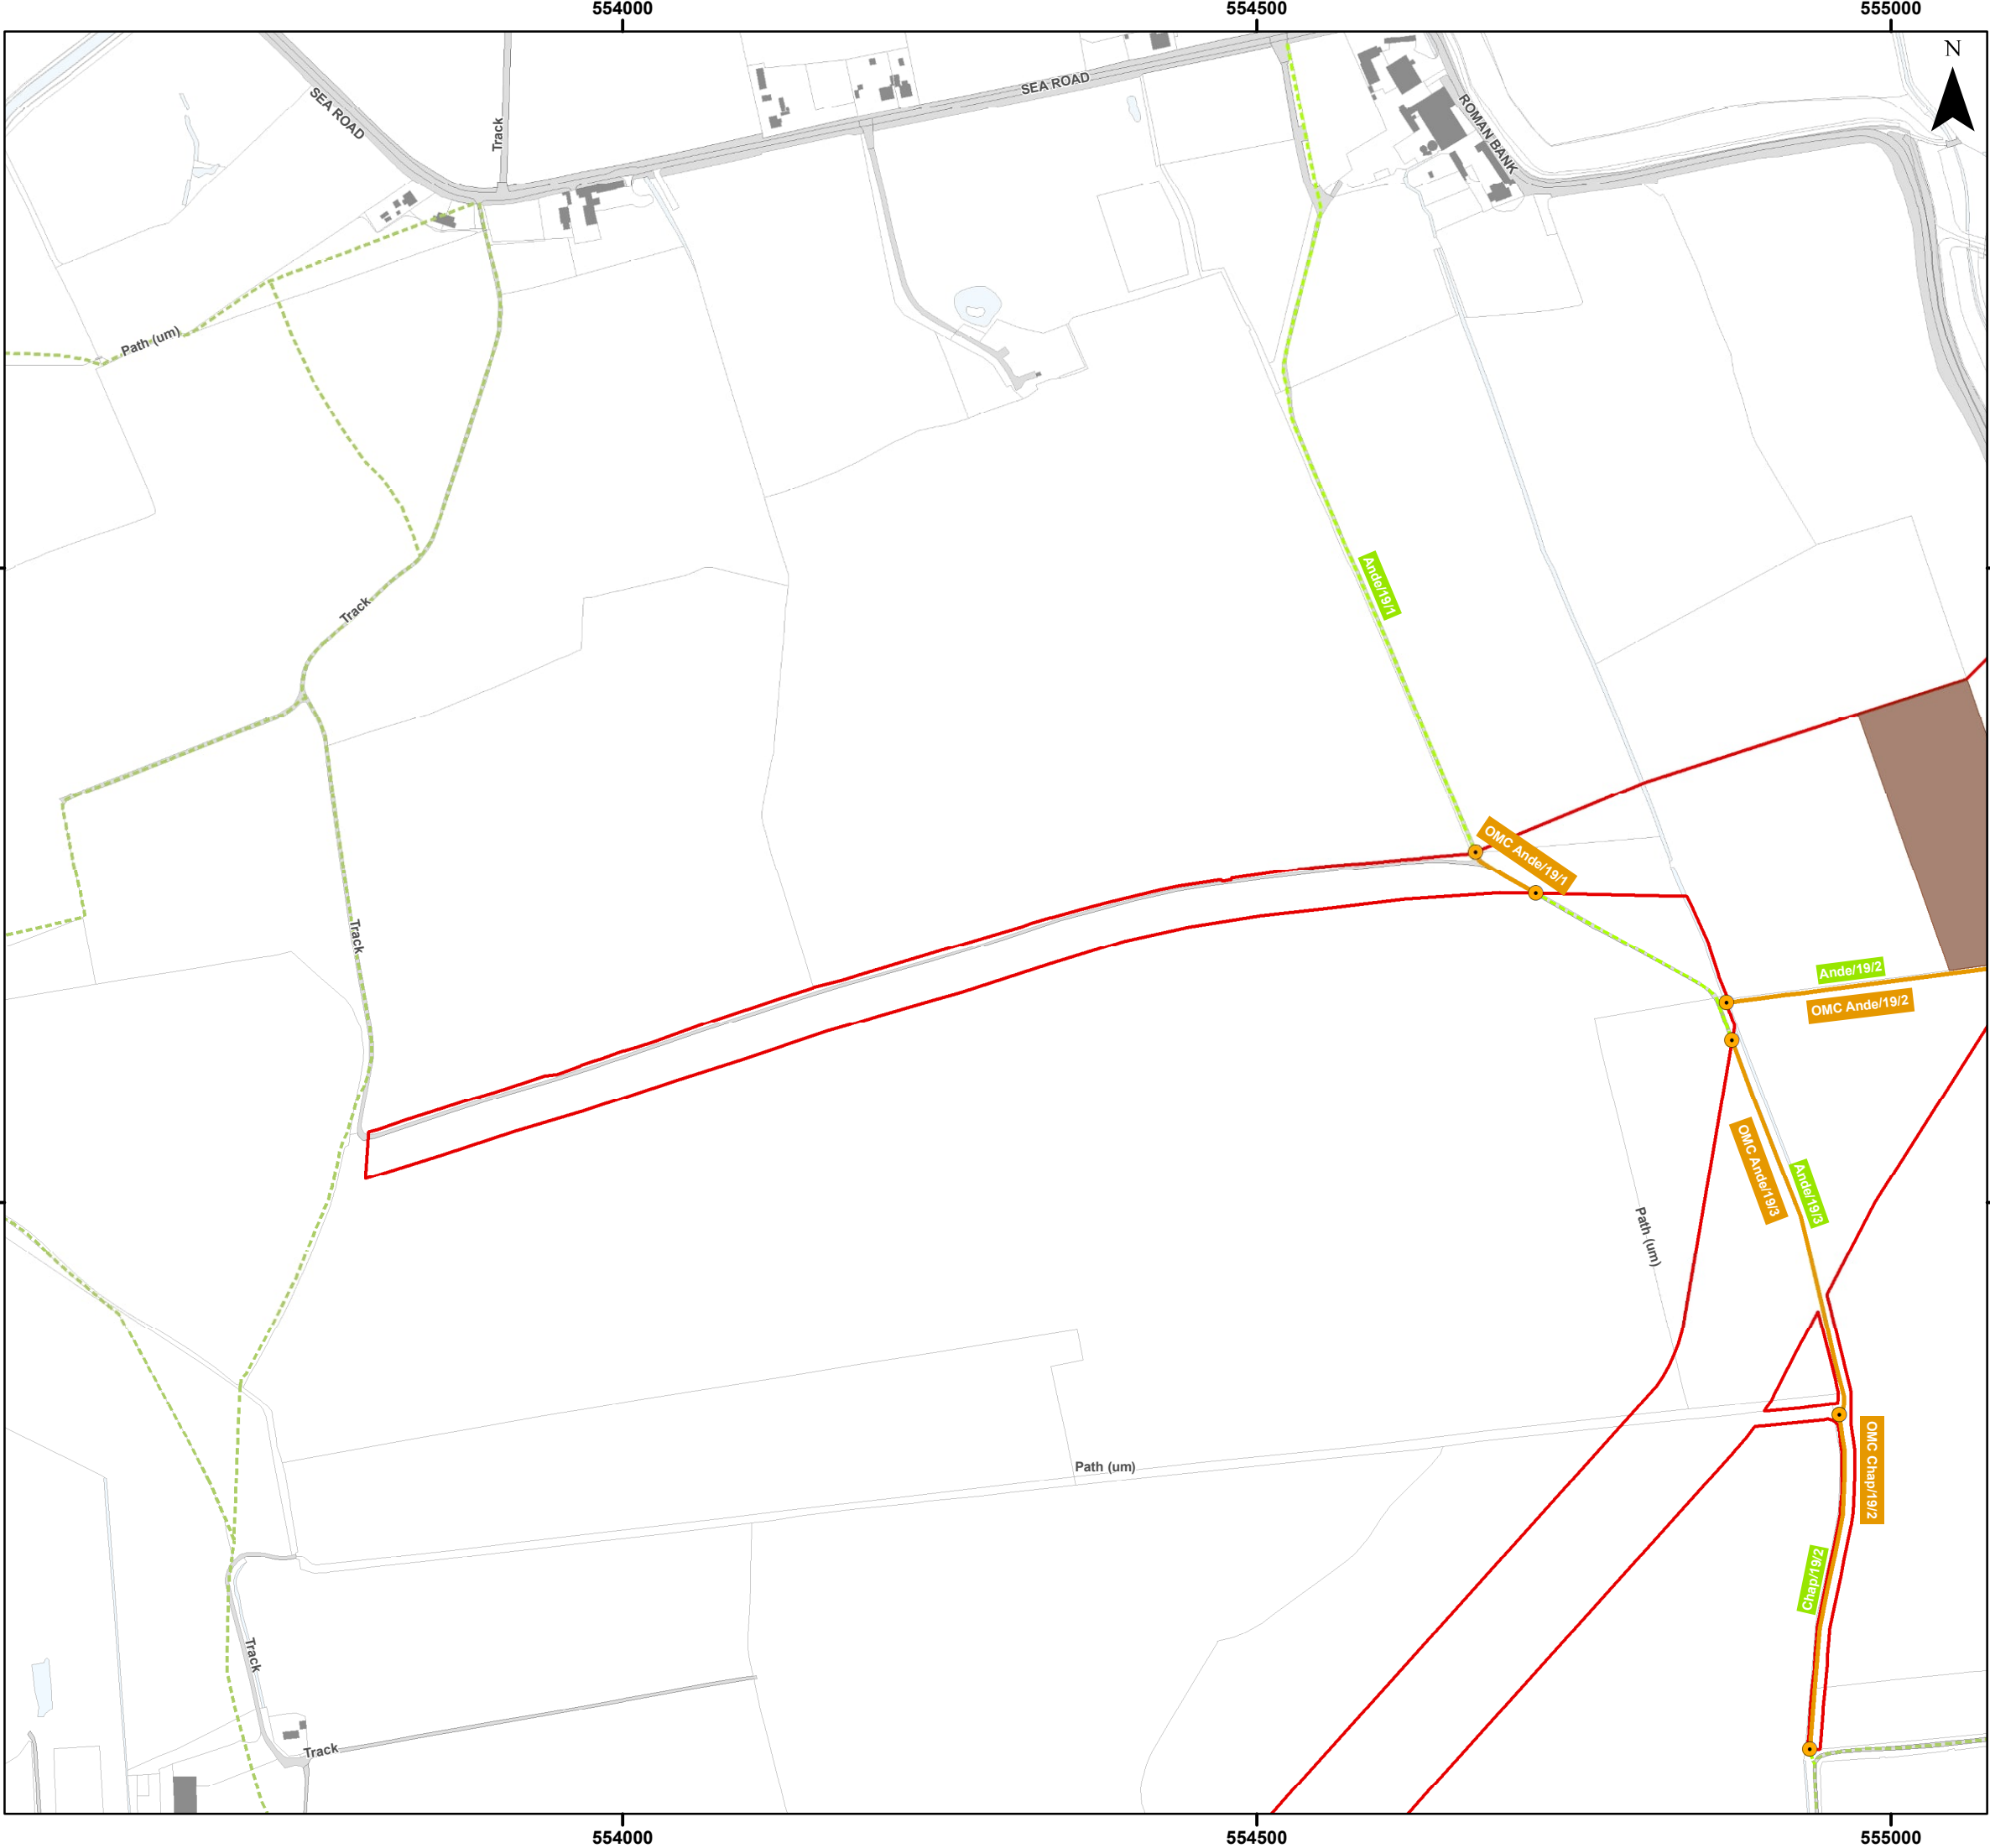 554000
554500
555000
N
SEA ROAD
SEA ROAD
Track
ROMAN BANK
Path (um)
Ande/19/1
Track
OMC Ande/19/1
Track
Ande/19/2
OMC Ande/19/2
OMC Ande/19/3
Ande/19/3
Path (um)
Path (um)
OMC Chap/19/2
Chap/19/2
Track
Track
554000
554500
555000